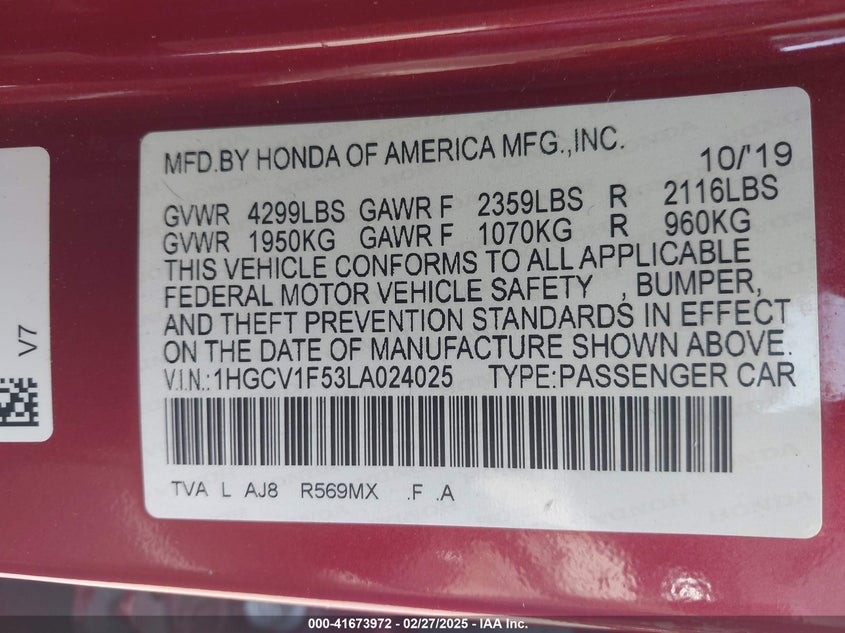 MFD.BY HONDA OF AMERICA MFG.,INC. 10/'19
GVWR 4299LBS GAWR F 2359LBS R 2116LBS
GVWR 1950KG GAWR F 1070KG R 960KG
THIS VEHICLE CONFORMS TO ALL APPLICABLE
FEDERAL MOTOR VEHICLE SAFETY , BUMPER,
AND THEFT PREVENTION STANDARDS IN EFFECT
ON THE DATE OF MANUFACTURE SHOWN ABOVE.
V.I.N.:1HGCV1F53LA024025 TYPE:PASSENGER CAR
TVA L AJ8 R569MX .F .A
V7
000-41673972 — 02/27/2025 — IAA Inc.